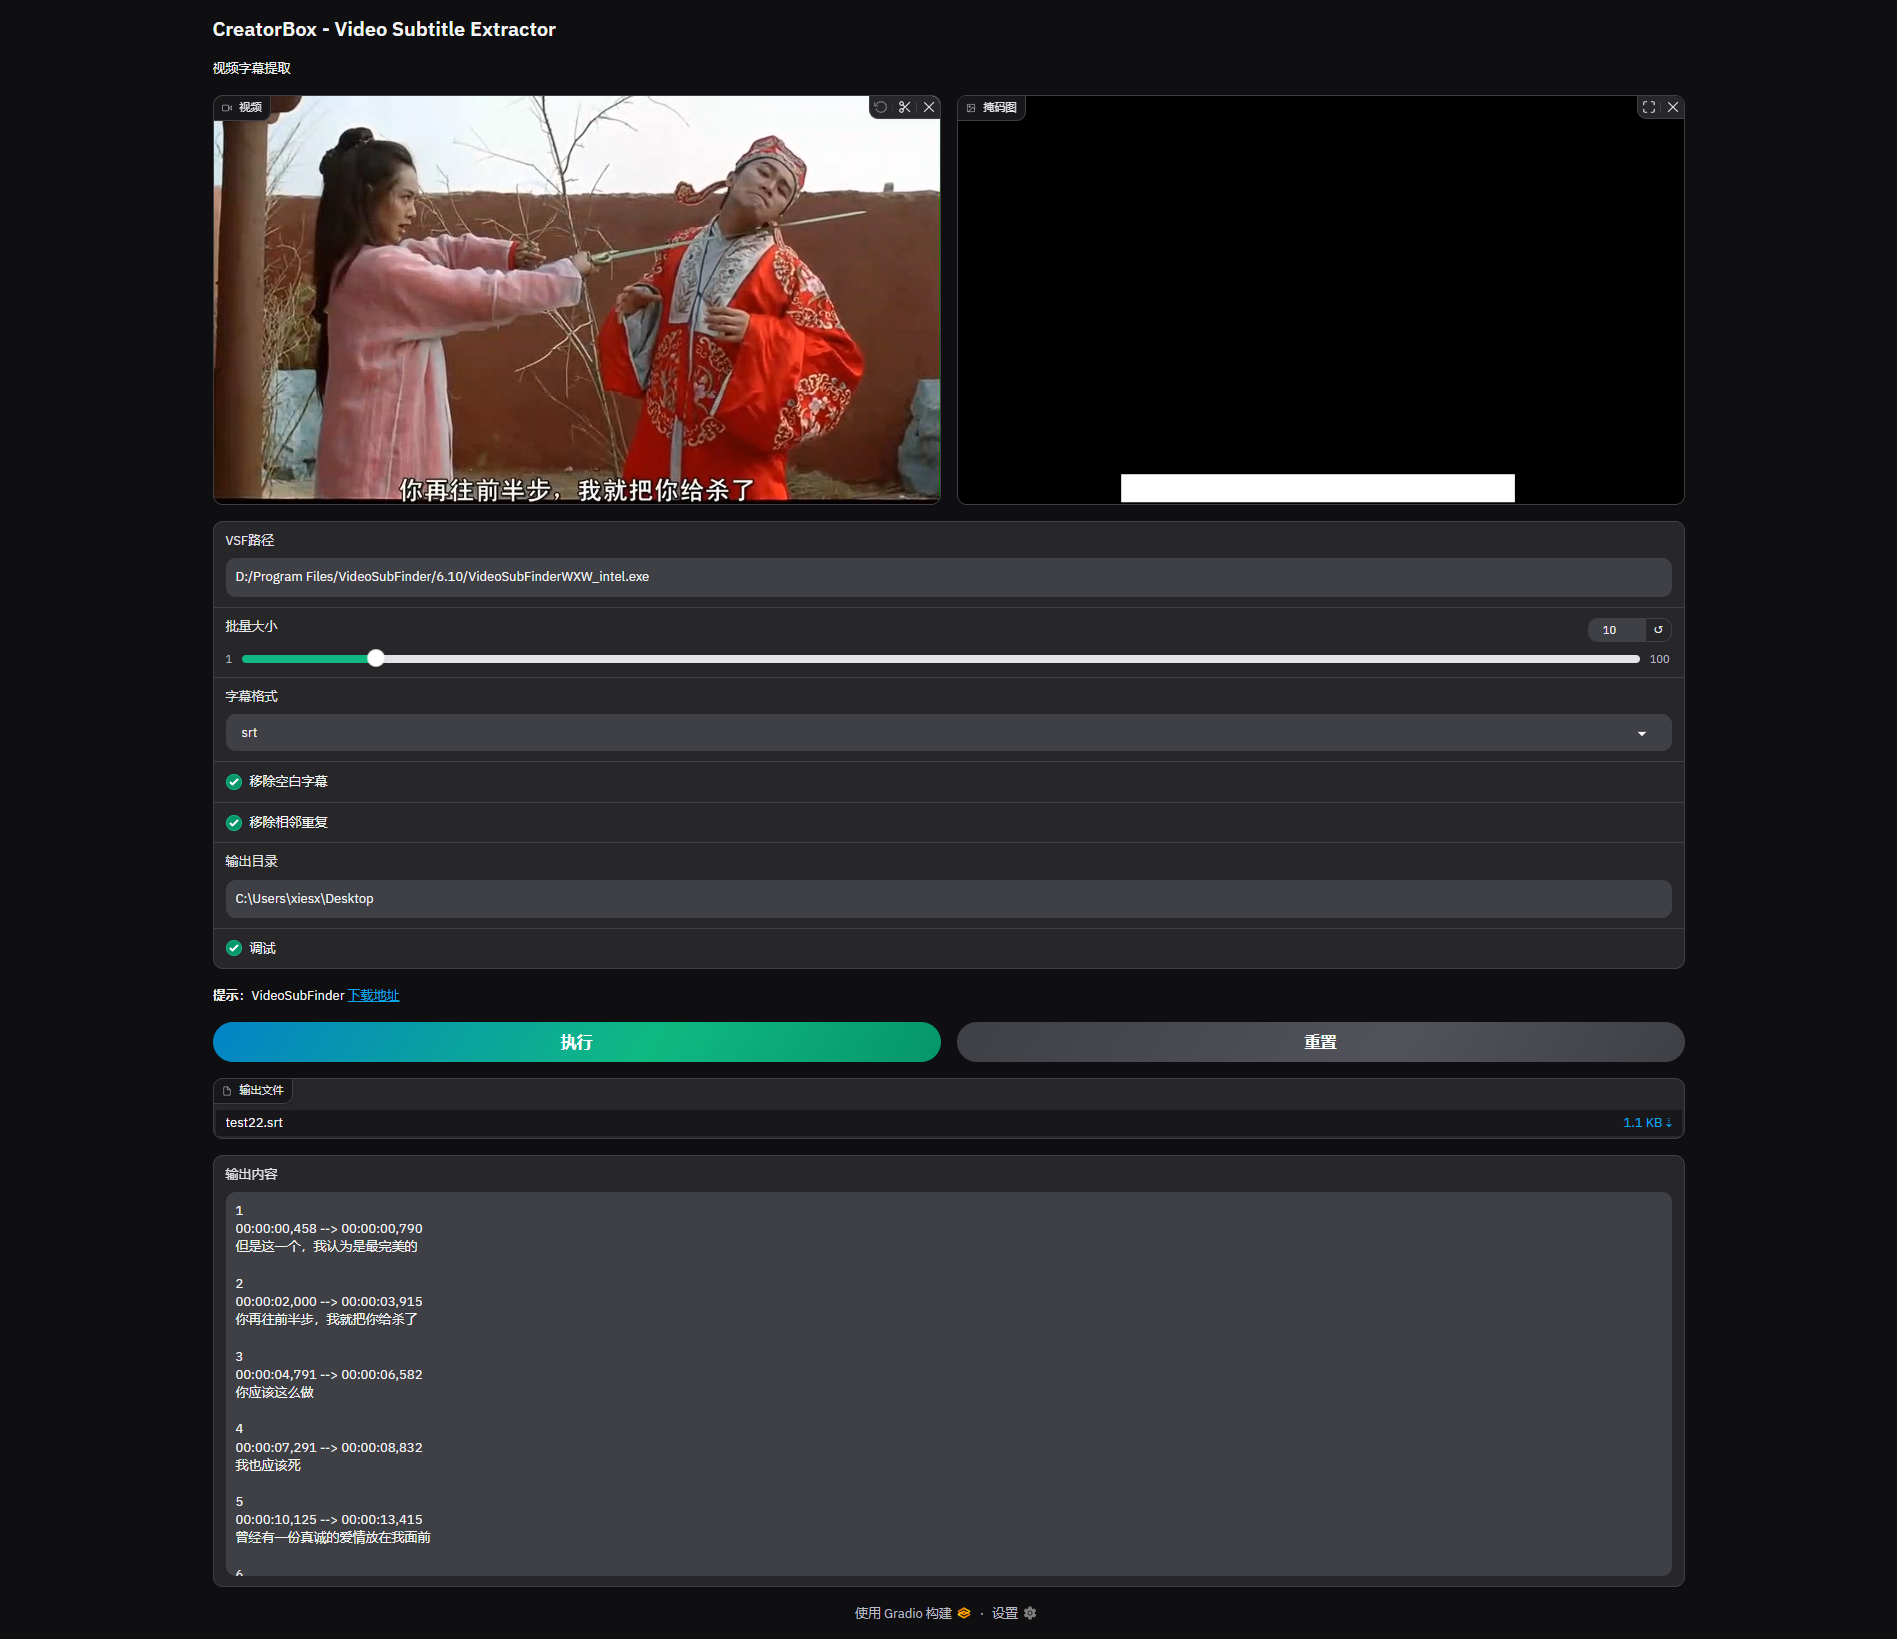 CreatorBox - Video Subtitle Extractor
视频字幕提取
视频
掩码图
你再往前半步，我就把你给杀了
VSF路径
D:/Program Files/VideoSubFinder/6.10/VideoSubFinderWXW_intel.exe
批量大小
10
1
100
字幕格式
srt
移除空白字幕
移除相邻重复
输出目录
C:\Users\xiesx\Desktop
调试
提示：VideoSubFinder 下载地址
执行
重置
输出文件
test22.srt
1.1 KB ⇣
输出内容
1
00:00:00,458 --> 00:00:00,790
但是这一个，我认为是最完美的
2
00:00:02,000 --> 00:00:03,915
你再往前半步，我就把你给杀了
3
00:00:04,791 --> 00:00:06,582
你应该这么做
4
00:00:07,291 --> 00:00:08,832
我也应该死
5
00:00:10,125 --> 00:00:13,415
曾经有一份真诚的爱情放在我面前
6
使用 Gradio 构建 · 设置